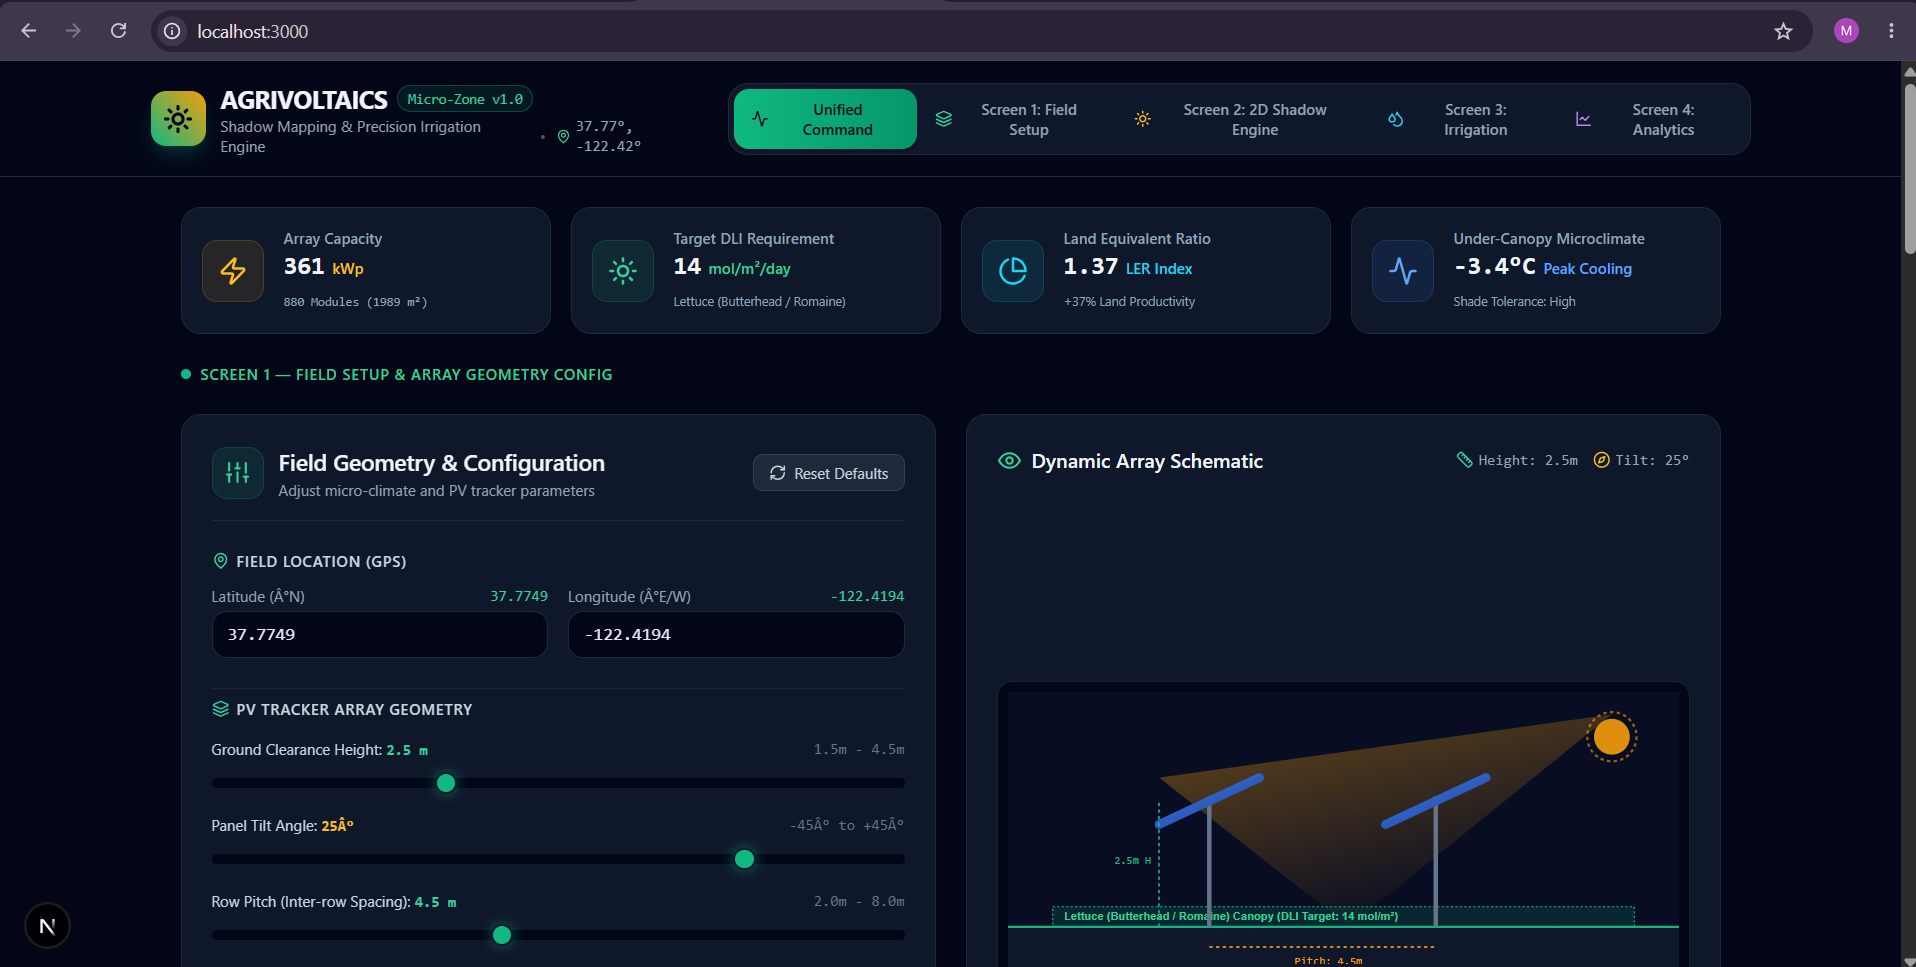 localhost:3000
M
AGRIVOLTAICS
Micro-Zone v1.0
Shadow Mapping & Precision Irrigation
Engine
• 37.77°,
-122.42°
Unified
Command
Screen 1: Field
Setup
Screen 2: 2D Shadow
Engine
Screen 3:
Irrigation
Screen 4:
Analytics
Array Capacity
361 kWp
880 Modules (1989 m²)
Target DLI Requirement
14 mol/m²/day
Lettuce (Butterhead / Romaine)
Land Equivalent Ratio
1.37 LER Index
+37% Land Productivity
Under-Canopy Microclimate
-3.4°C Peak Cooling
Shade Tolerance: High
SCREEN 1 — FIELD SETUP & ARRAY GEOMETRY CONFIG
Field Geometry & Configuration
Adjust micro-climate and PV tracker parameters
Reset Defaults
FIELD LOCATION (GPS)
Latitude (Â°N) 37.7749
37.7749
Longitude (Â°E/W) -122.4194
-122.4194
PV TRACKER ARRAY GEOMETRY
Ground Clearance Height: 2.5 m 1.5m - 4.5m
Panel Tilt Angle: 25Â° -45Â° to +45Â°
Row Pitch (Inter-row Spacing): 4.5 m 2.0m - 8.0m
N
Dynamic Array Schematic
Height: 2.5m Tilt: 25°
2.5m H
Lettuce (Butterhead / Romaine) Canopy (DLI Target: 14 mol/m²)
Pitch: 4.5m